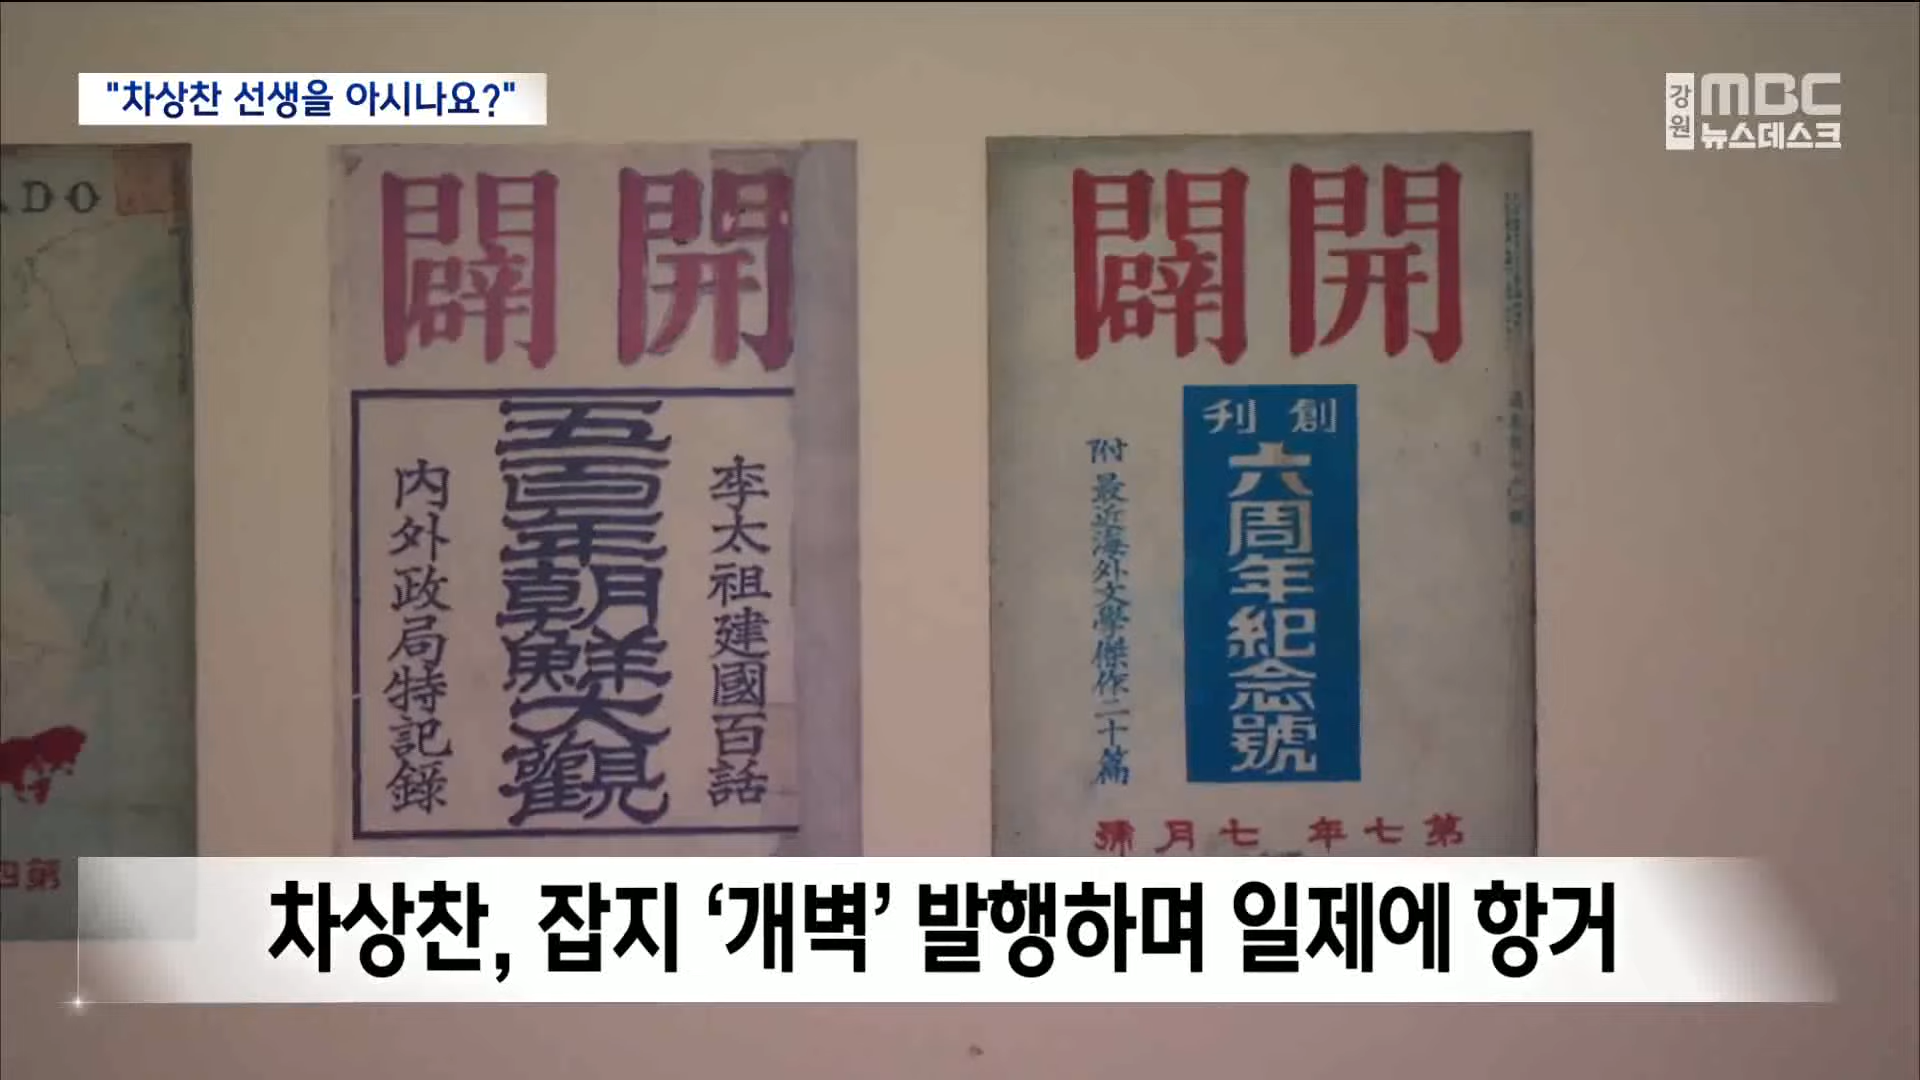 "차상찬 선생을 아시나요?"
강원
MBC
뉴스데스크
ADO
四第
闢開
李太祖建國百話
五百年朝鮮大觀
內外政局特記錄
闢開
刊創
六周年紀念號
附 最近海外文學傑作二十篇
號月七 年七第
차상찬, 잡지 ‘개벽’ 발행하며 일제에 항거